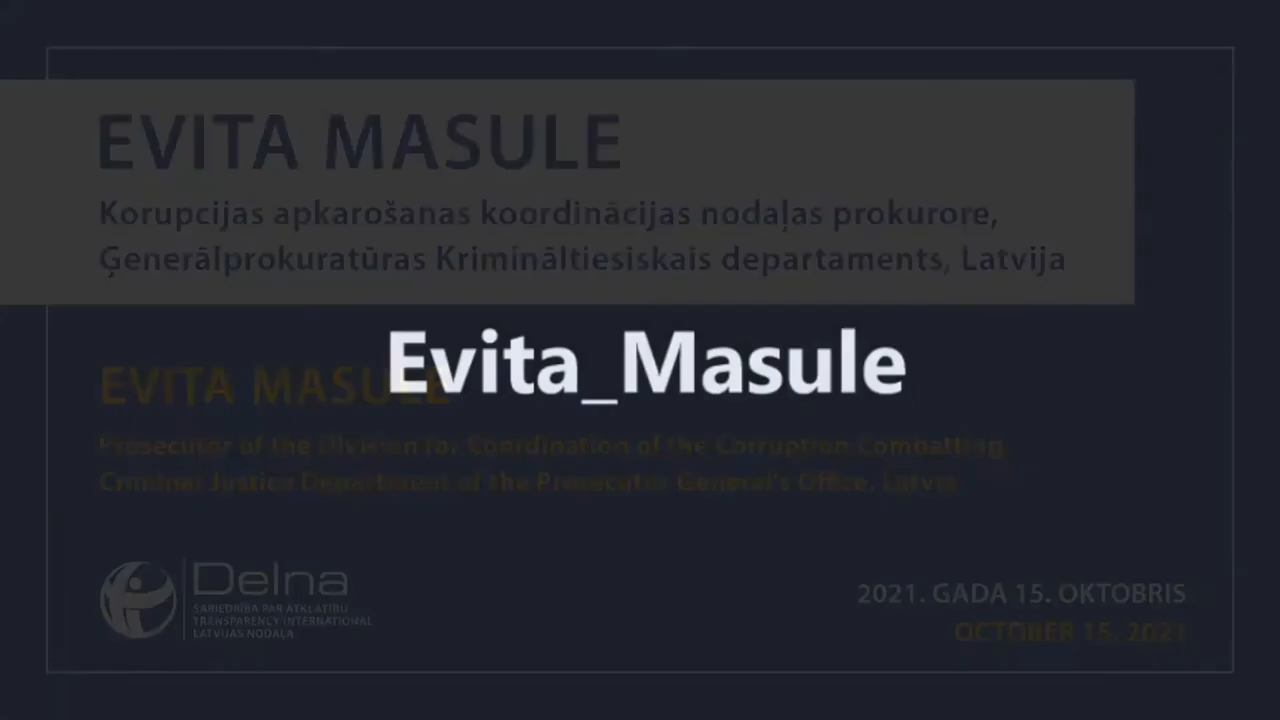 EVITA MASULE
Korupcijas apkarošanas koordinācijas nodaļas prokurore,
Ģenerālprokuratūras Krimināltiesiskais departaments, Latvija
Evita_Masule
EVITA MASULE
Prosecutor of the Division for Coordination of the Corruption Combatting,
Criminal Justice Department of the Prosecutor General's Office, Latvia
Delna
SABIEDRĪBA PAR ATKLĀTĪBU
TRANSPARENCY INTERNATIONAL
LATVIJAS NODAĻA
2021. GADA 15. OKTOBRIS
OCTOBER 15, 2021